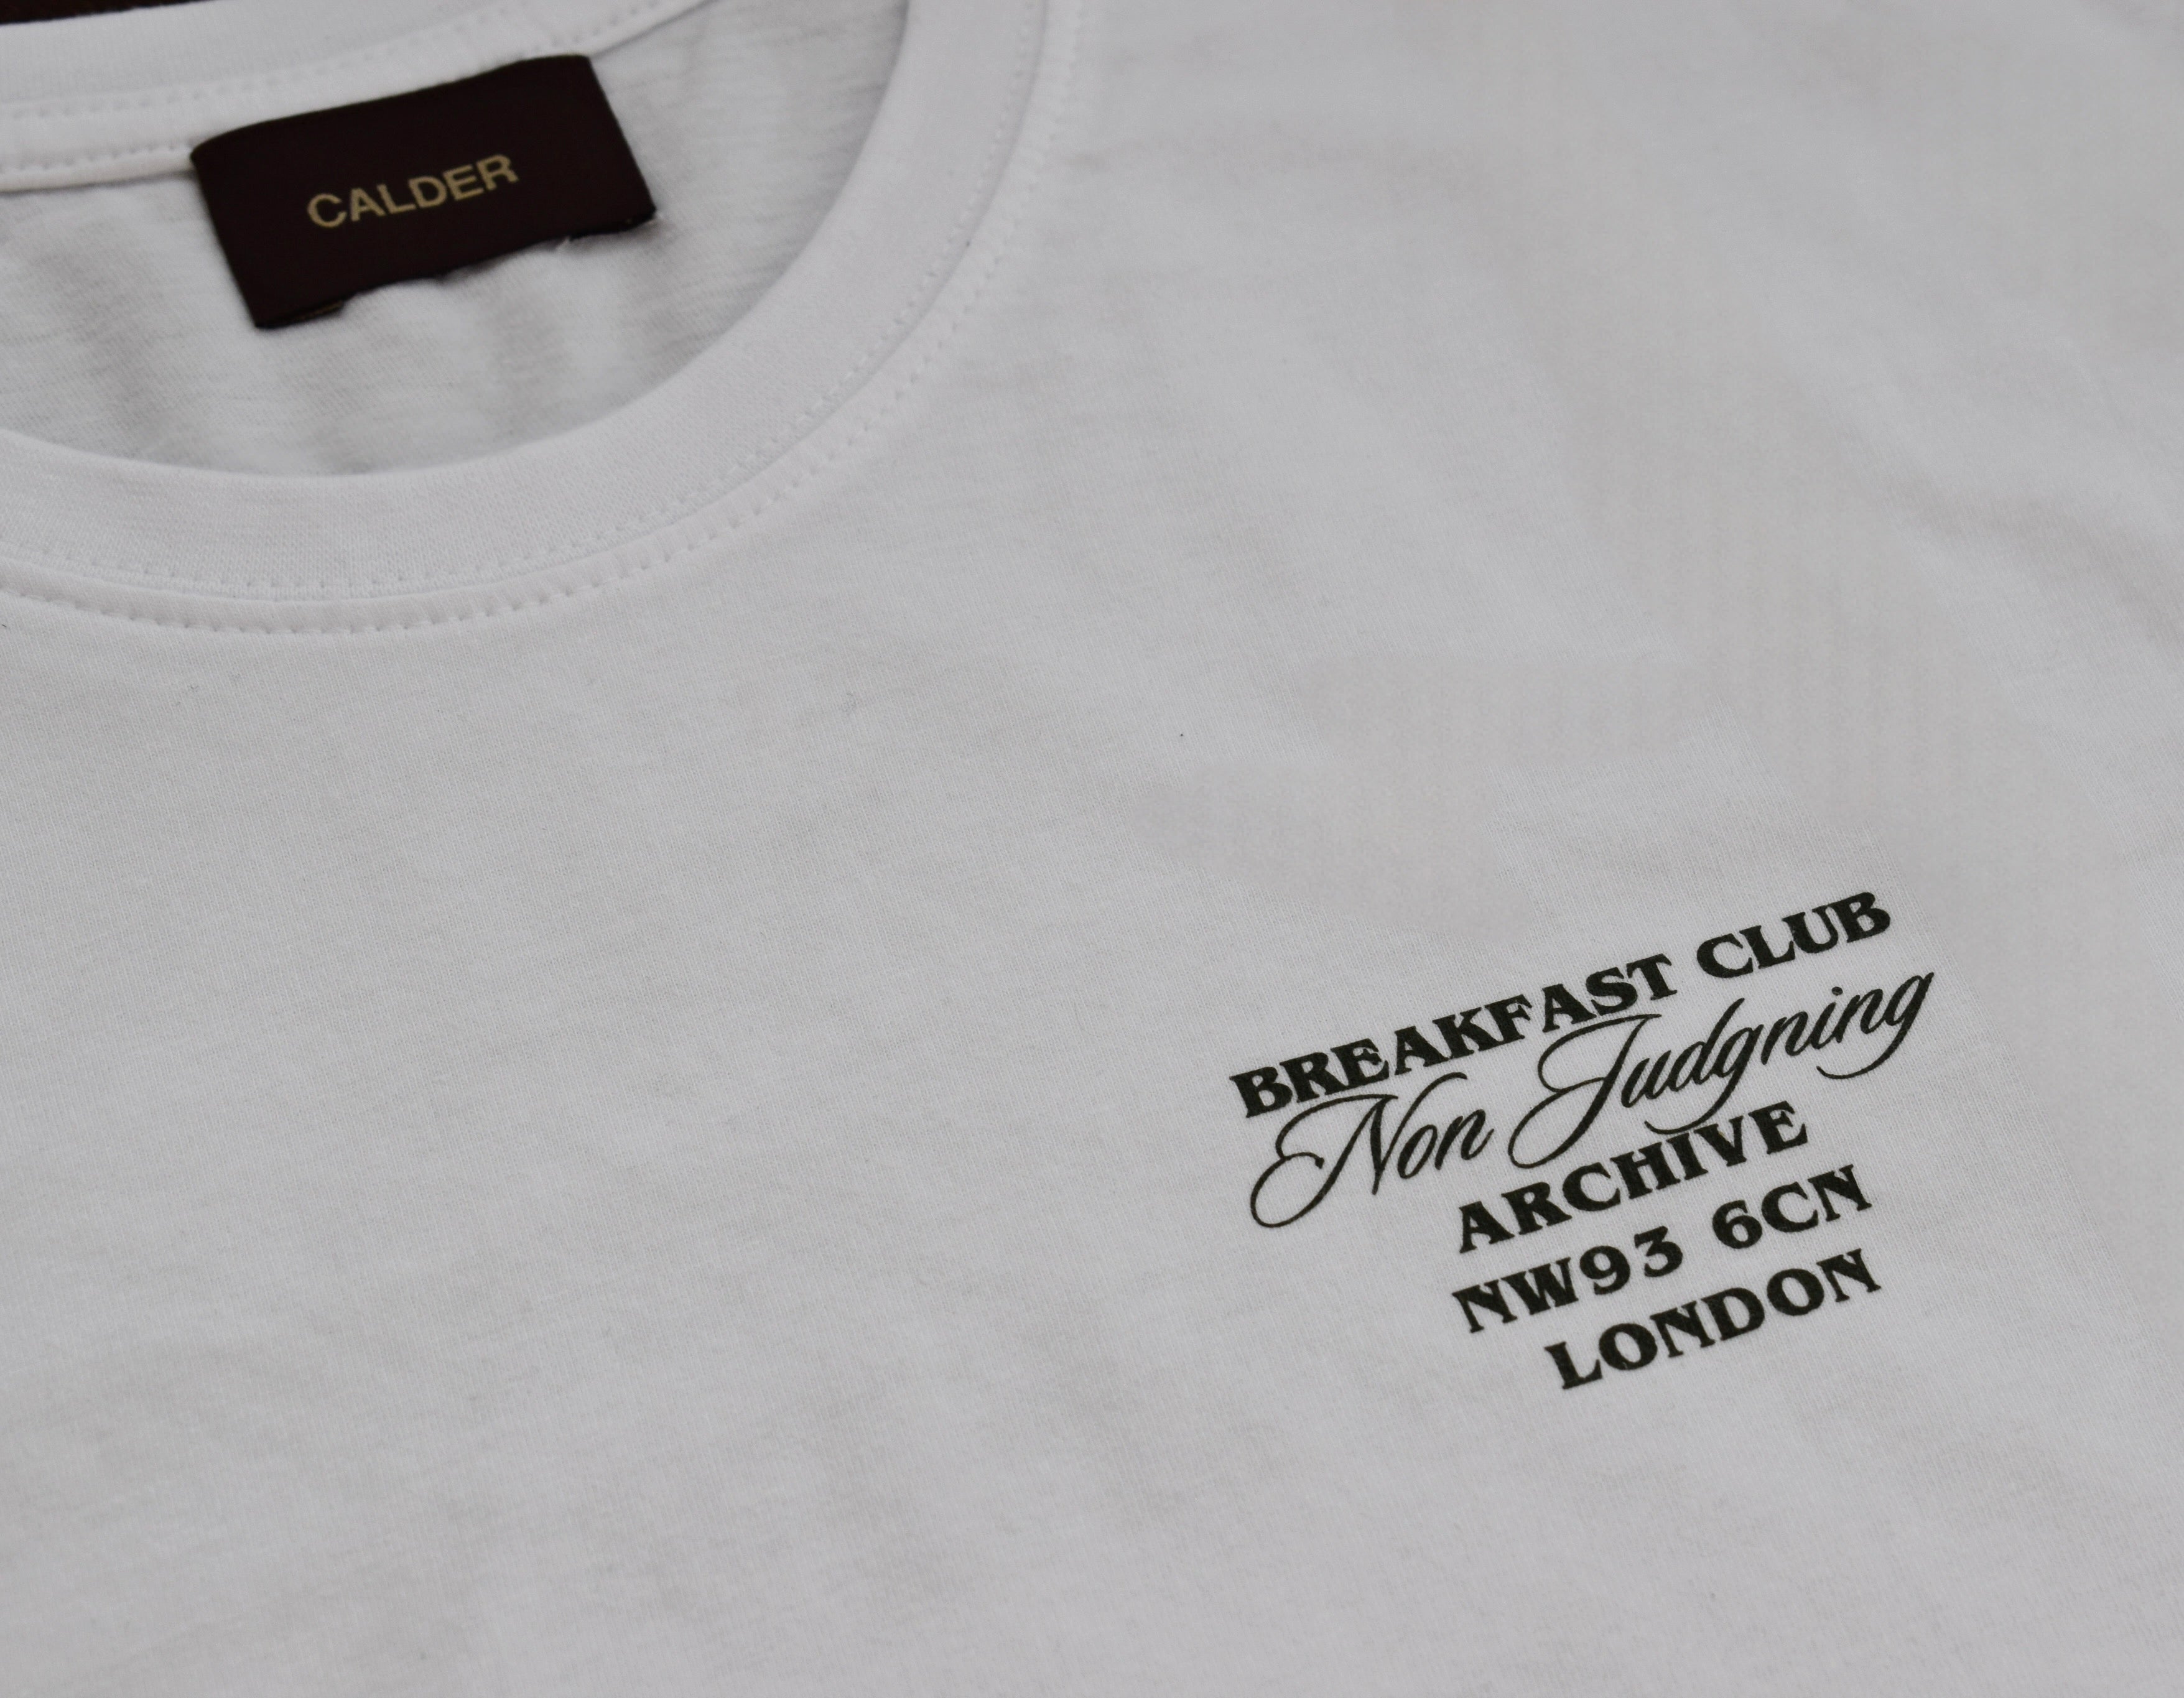 CALDER
BREAKFAST CLUB
Non Judgning
ARCHIVE
NW93 6CN
LONDON